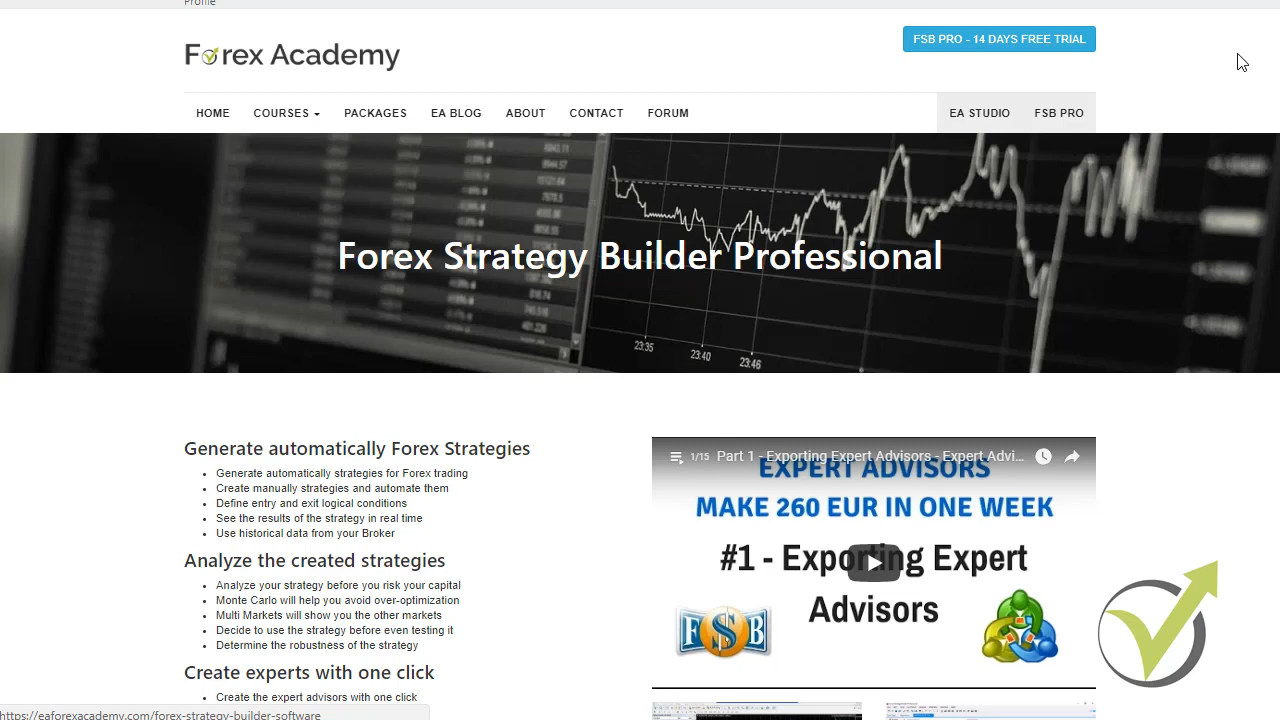 Profile
Forex Academy
FSB PRO - 14 DAYS FREE TRIAL
HOME COURSES PACKAGES EA BLOG ABOUT CONTACT FORUM EA STUDIO FSB PRO
Forex Strategy Builder Professional
23:35 23:40 23:46
Generate automatically Forex Strategies
Generate automatically strategies for Forex trading
Create manually strategies and automate them
Define entry and exit logical conditions
See the results of the strategy in real time
Use historical data from your Broker
Analyze the created strategies
Analyze your strategy before you risk your capital
Monte Carlo will help you avoid over-optimization
Multi Markets will show you the other markets
Decide to use the strategy before even testing it
Determine the robustness of the strategy
Create experts with one click
Create the expert advisors with one click
1/15 Part 1 - Exporting Expert Advisors - Expert Advi...
EXPERT ADVISORS
MAKE 260 EUR IN ONE WEEK
#1 - Exporting Expert
Advisors
FSB
https://eaforexacademy.com/forex-strategy-builder-software